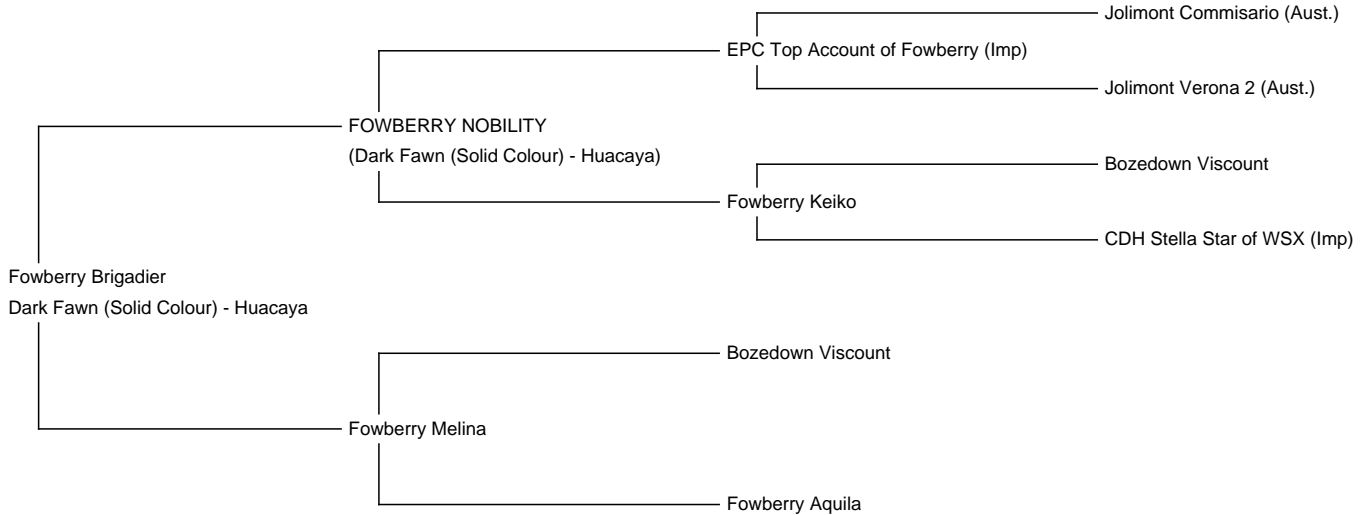 Jolimont Commisario (Aust.)
EPC Top Account of Fowberry (Imp)
Jolimont Verona 2 (Aust.)
FOWBERRY NOBILITY
(Dark Fawn (Solid Colour) - Huacaya)
Bozedown Viscount
Fowberry Keiko
CDH Stella Star of WSX (Imp)
Fowberry Brigadier
Dark Fawn (Solid Colour) - Huacaya
Bozedown Viscount
Fowberry Melina
Fowberry Aquila